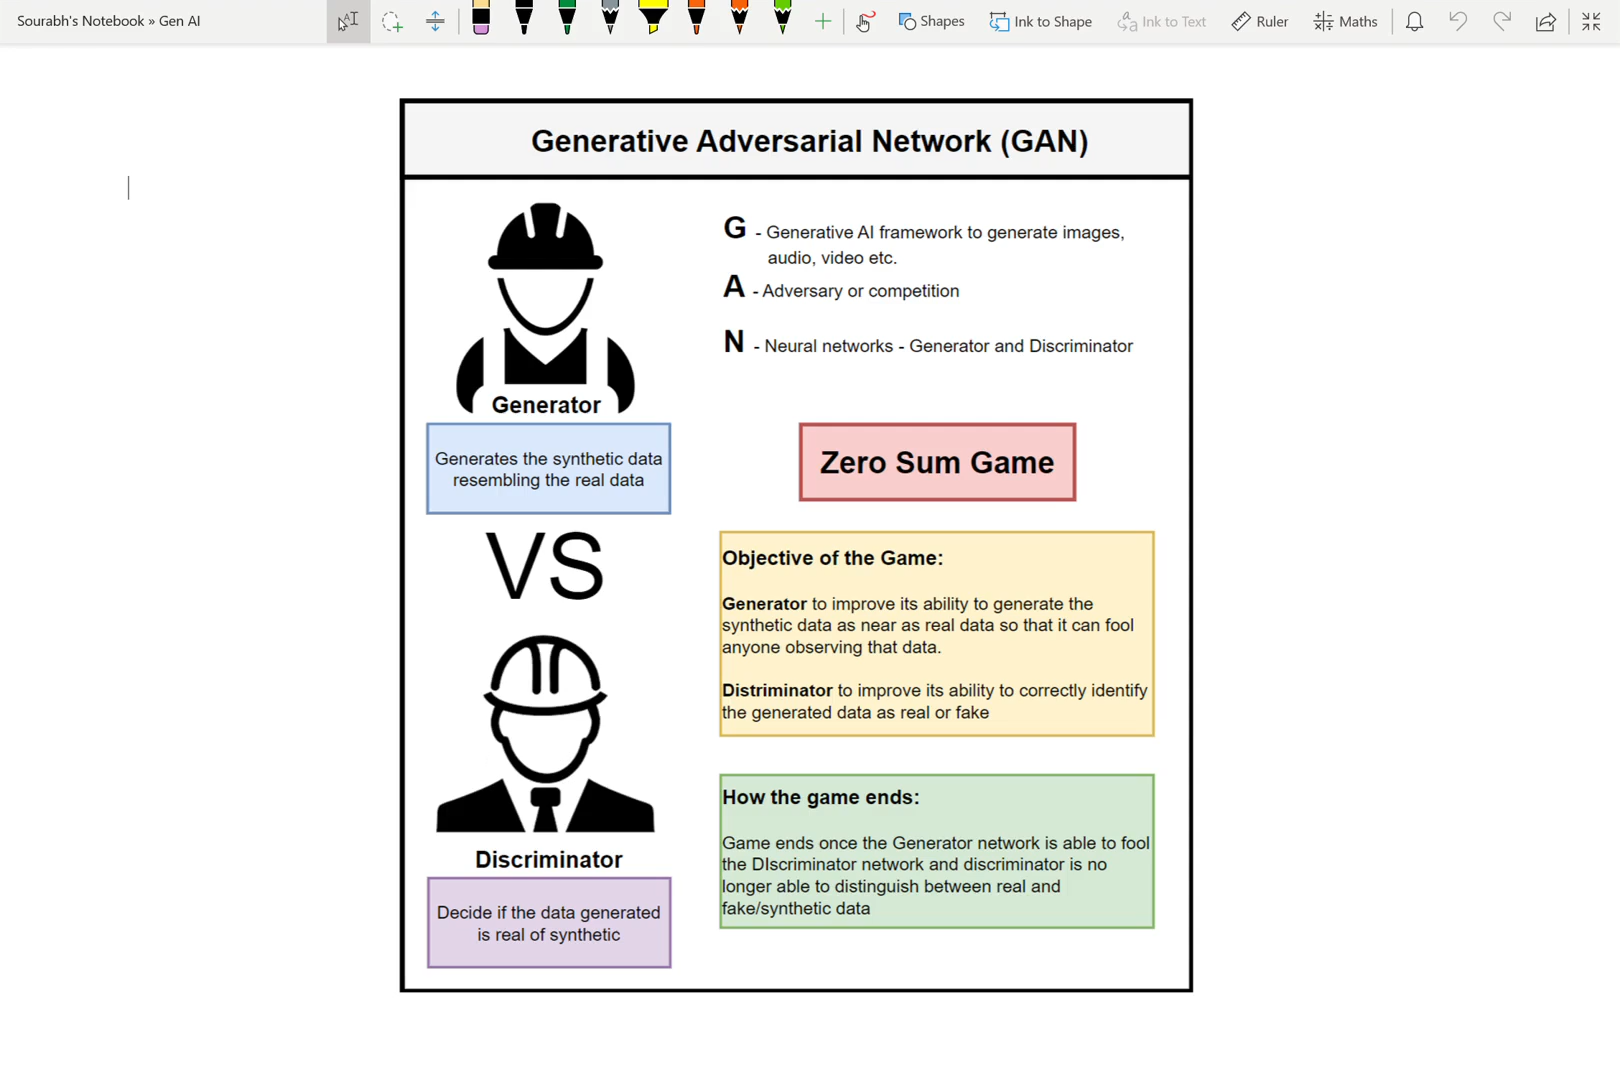 Sourabh's Notebook » Gen AI
Shapes
Ink to Shape
Ink to Text
Ruler
Maths
Generative Adversarial Network (GAN)
G - Generative AI framework to generate images,
audio, video etc.
A - Adversary or competition
N - Neural networks - Generator and Discriminator
Generator
Generates the synthetic data
resembling the real data
Zero Sum Game
VS
Objective of the Game:
Generator to improve its ability to generate the
synthetic data as near as real data so that it can fool
anyone observing that data.
Distriminator to improve its ability to correctly identify
the generated data as real or fake
Discriminator
Decide if the data generated
is real of synthetic
How the game ends:
Game ends once the Generator network is able to fool
the DIscriminator network and discriminator is no
longer able to distinguish between real and
fake/synthetic data